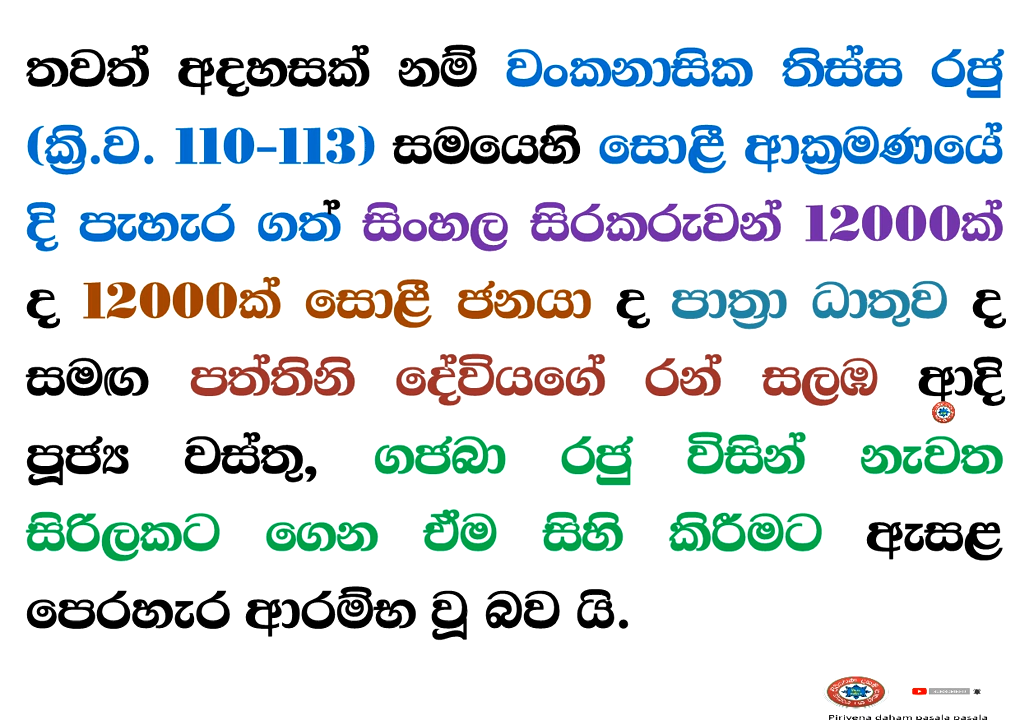 තවත් අදහසක් නම් වංකනාසික තිස්ස රජු
(ක්‍රි.ව. 110-113) සමයෙහි සොළී ආක්‍රමණයේ
දි පැහැර ගත් සිංහල සිරකරුවන් 12000ක්
ද 12000ක් සොළී ජනයා ද පාත්‍රා ධාතුව ද
සමඟ පත්තිනි දේවියගේ රන් සලඹ ආදි
පූජ්‍ය වස්තු, ගජබා රජු විසින් නැවත
සිරිලකට ගෙන ඒම සිහි කිරීමට ඇසළ
පෙරහැර ආරම්භ වූ බව යි.
Pirivena daham pasala pasala